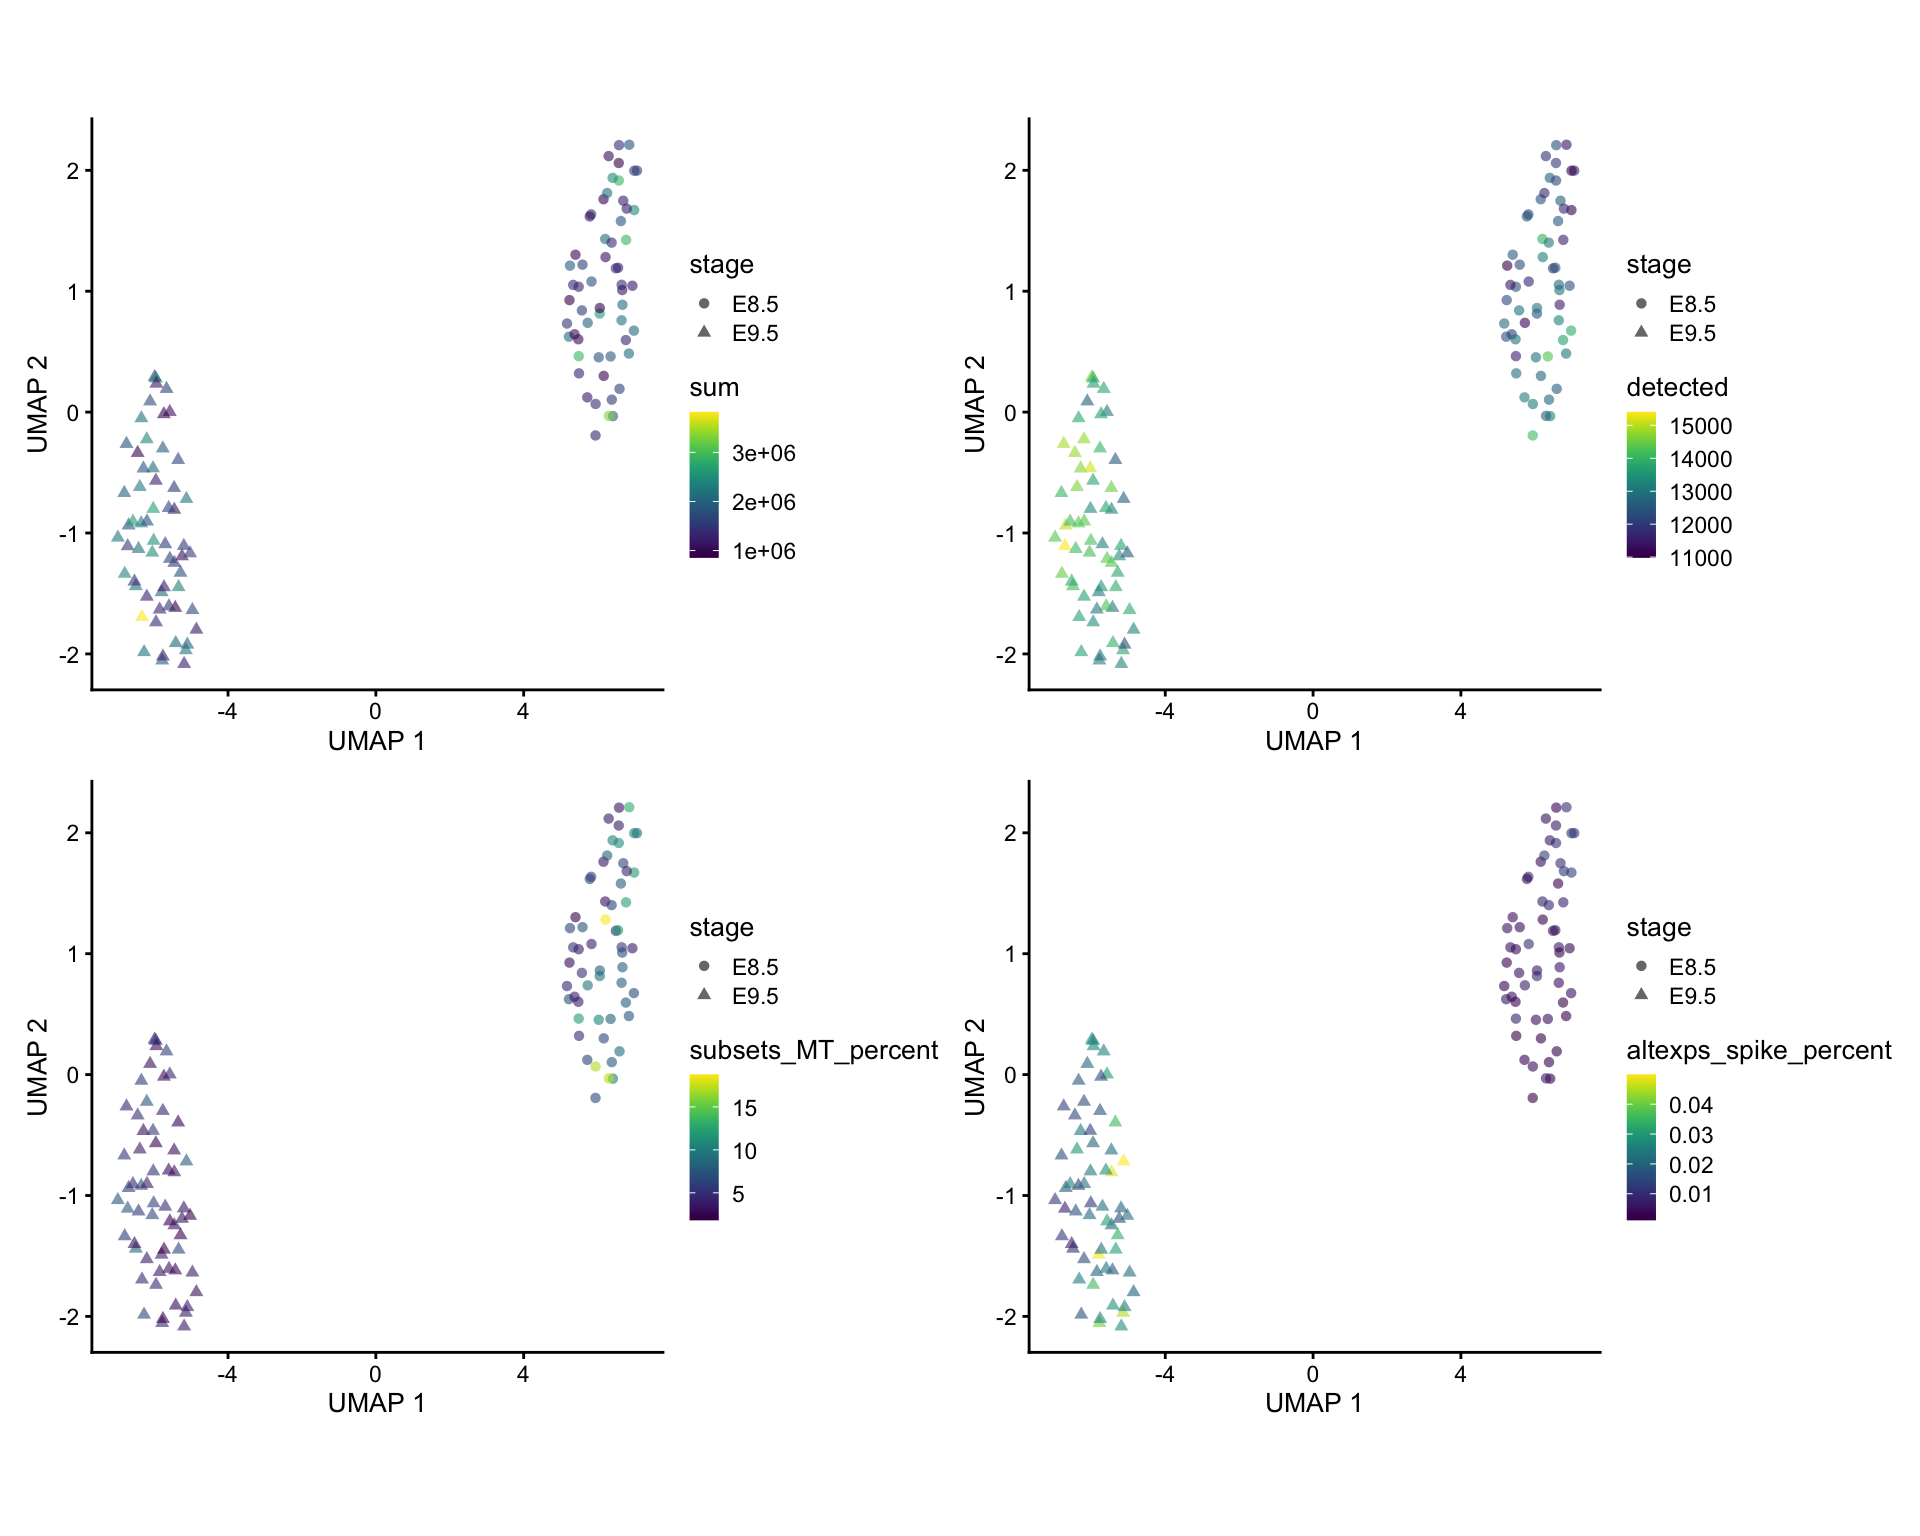 2
1
0
-1
-2
UMAP 2
-4
0
4
UMAP 1
stage
E8.5
E9.5
sum
3e+06
2e+06
1e+06
2
1
0
-1
-2
UMAP 2
-4
0
4
UMAP 1
stage
E8.5
E9.5
detected
15000
14000
13000
12000
11000
2
1
0
-1
-2
UMAP 2
-4
0
4
UMAP 1
stage
E8.5
E9.5
subsets_MT_percent
15
10
5
2
1
0
-1
-2
UMAP 2
-4
0
4
UMAP 1
stage
E8.5
E9.5
altexps_spike_percent
0.04
0.03
0.02
0.01